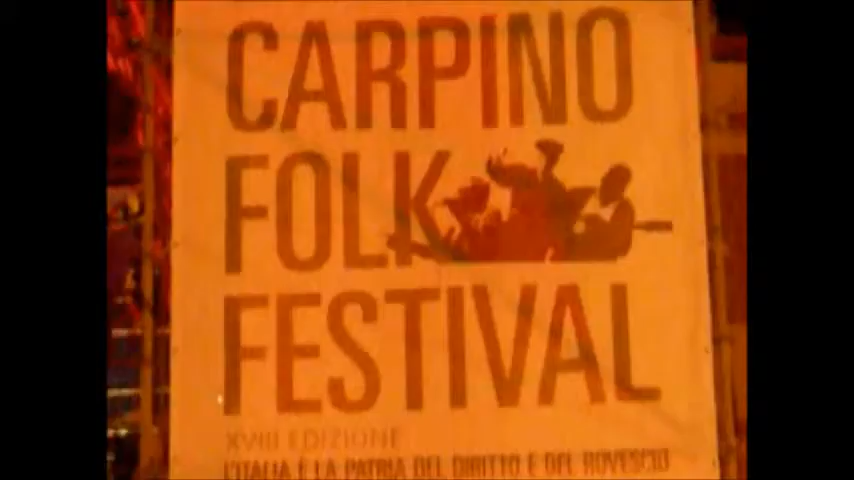 CARPINO
FOLK
FESTIVAL
XVIII EDIZIONE
L'ITALIA È LA PATRIA DEL DIRITTO E DEL ROVESCIO